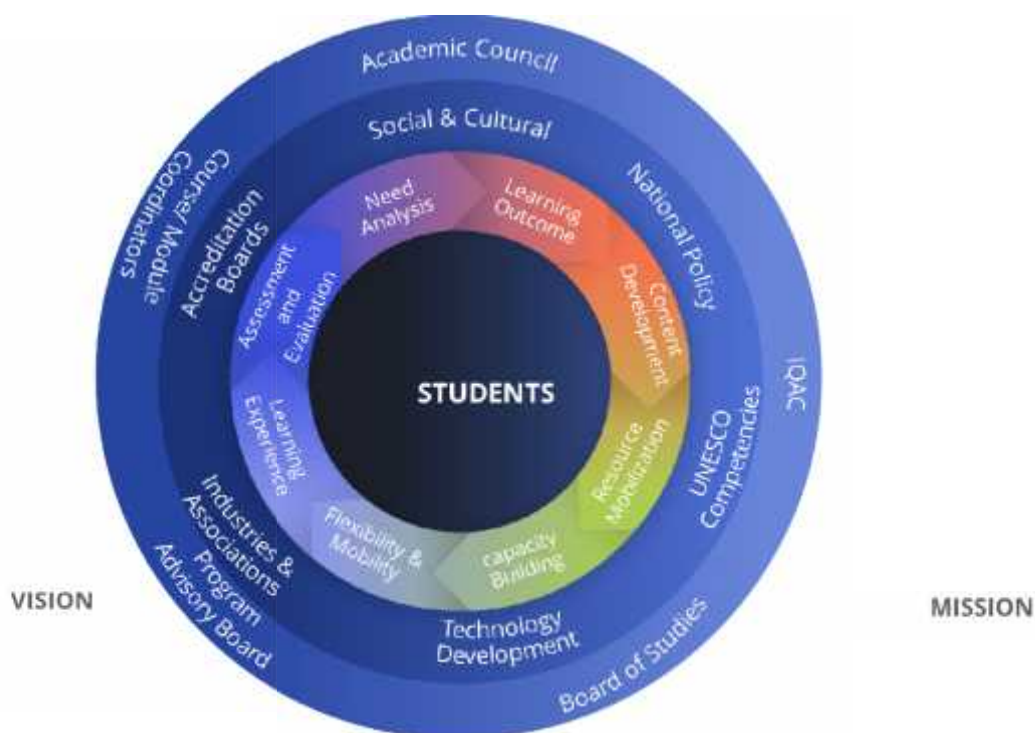 Academic Council
Social & Cultural
Course/ Module
Coordinators
Accreditation
Boards
National Policy
IQAC
UNESCO
Competencies
Need
Analysis
Learning
Outcome
Content
Development
Resource
Mobilization
capacity
Building
Flexibility &
Mobility
Learning
Experience
Assessment
and
Evaluation
STUDENTS
Industries &
Associations
Program
Advisory Board
Technology
Development
Board of Studies
VISION
MISSION